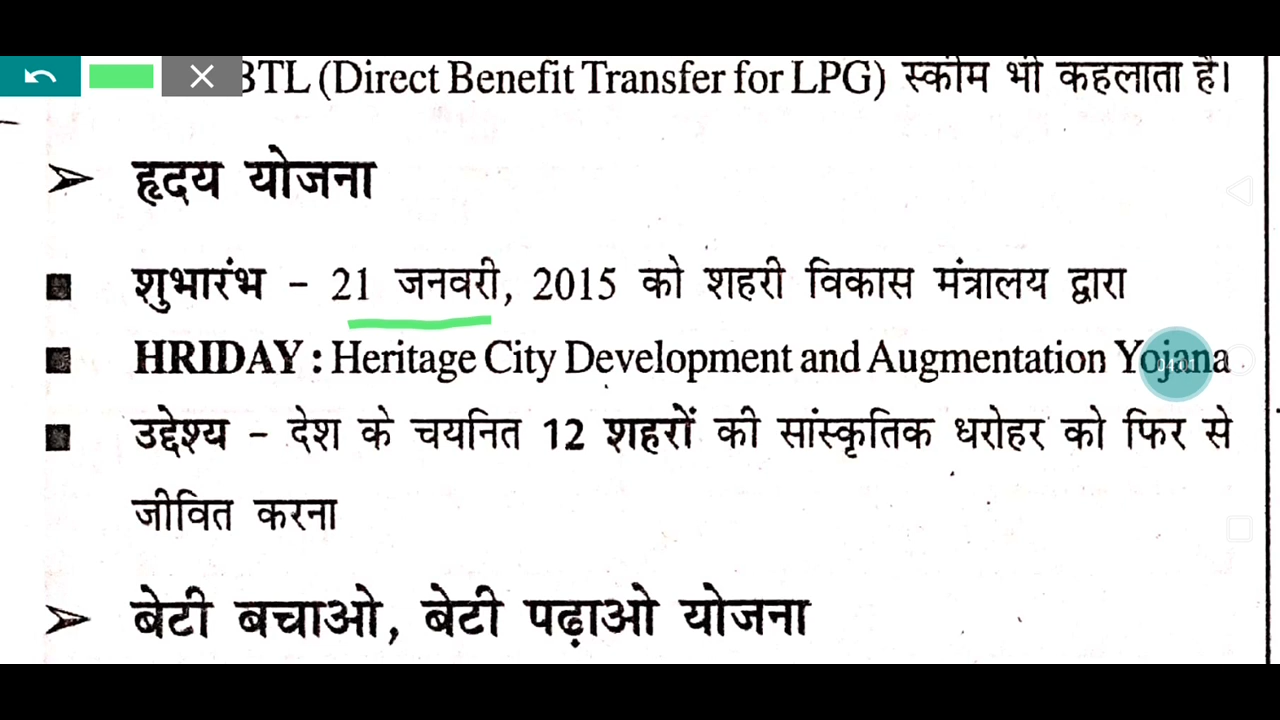 BTL (Direct Benefit Transfer for LPG) स्कीम भी कहलाता है।
➤ हृदय योजना
■ शुभारंभ – 21 जनवरी, 2015 को शहरी विकास मंत्रालय द्वारा
■ HRIDAY : Heritage City Development and Augmentation Yojana
■ उद्देश्य – देश के चयनित 12 शहरों की सांस्कृतिक धरोहर को फिर से
जीवित करना
➤ बेटी बचाओ, बेटी पढ़ाओ योजना